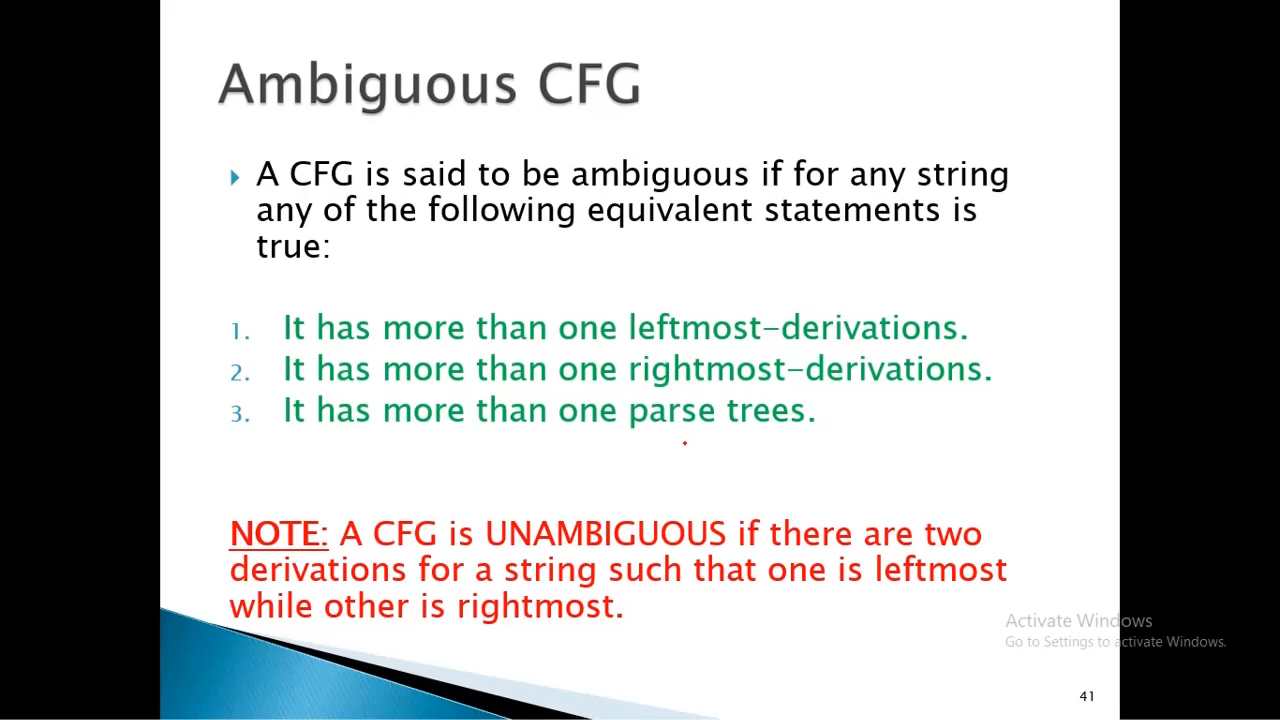 Ambiguous CFG
A CFG is said to be ambiguous if for any string
any of the following equivalent statements is
true:
1. It has more than one leftmost-derivations.
2. It has more than one rightmost-derivations.
3. It has more than one parse trees.
NOTE: A CFG is UNAMBIGUOUS if there are two
derivations for a string such that one is leftmost
while other is rightmost.
Activate Windows
Go to Settings to activate Windows.
41